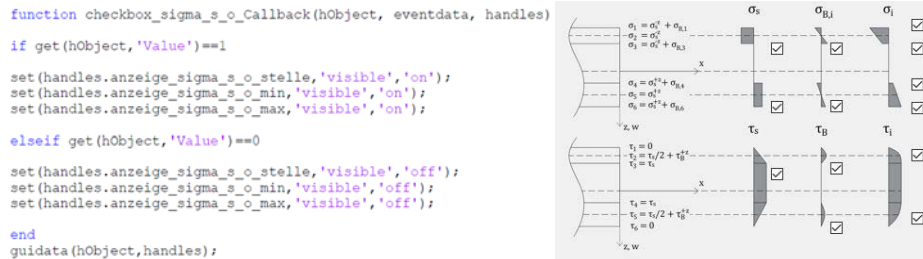 function checkbox_sigma_s_o_Callback(hObject, eventdata, handles)
if get(hObject,'Value')==1
set(handles.anzeige_sigma_s_o_stelle,'visible','on');
set(handles.anzeige_sigma_s_o_min,'visible','on');
set(handles.anzeige_sigma_s_o_max,'visible','on');
elseif get(hObject,'Value')==0
set(handles.anzeige_sigma_s_o_stelle,'visible','off');
set(handles.anzeige_sigma_s_o_min,'visible','off');
set(handles.anzeige_sigma_s_o_max,'visible','off');
end
guidata(hObject,handles);
σs σB,i σi
σ₁ = σs⁻ᶻ + σB,1
σ₂ = σs⁻ᶻ
σ₃ = σs⁻ᶻ + σB,3
x
σ₄ = σs⁺ᶻ + σB,4
σ₅ = σs⁺ᶻ
σ₆ = σs⁺ᶻ + σB,6
z, w
τs τB τi
τ₁ = 0
τ₂ = τs/2 + τB⁺ᶻ
τ₃ = τs
x
τ₄ = τs
τ₅ = τs/2 + τB⁺ᶻ
τ₆ = 0
z, w